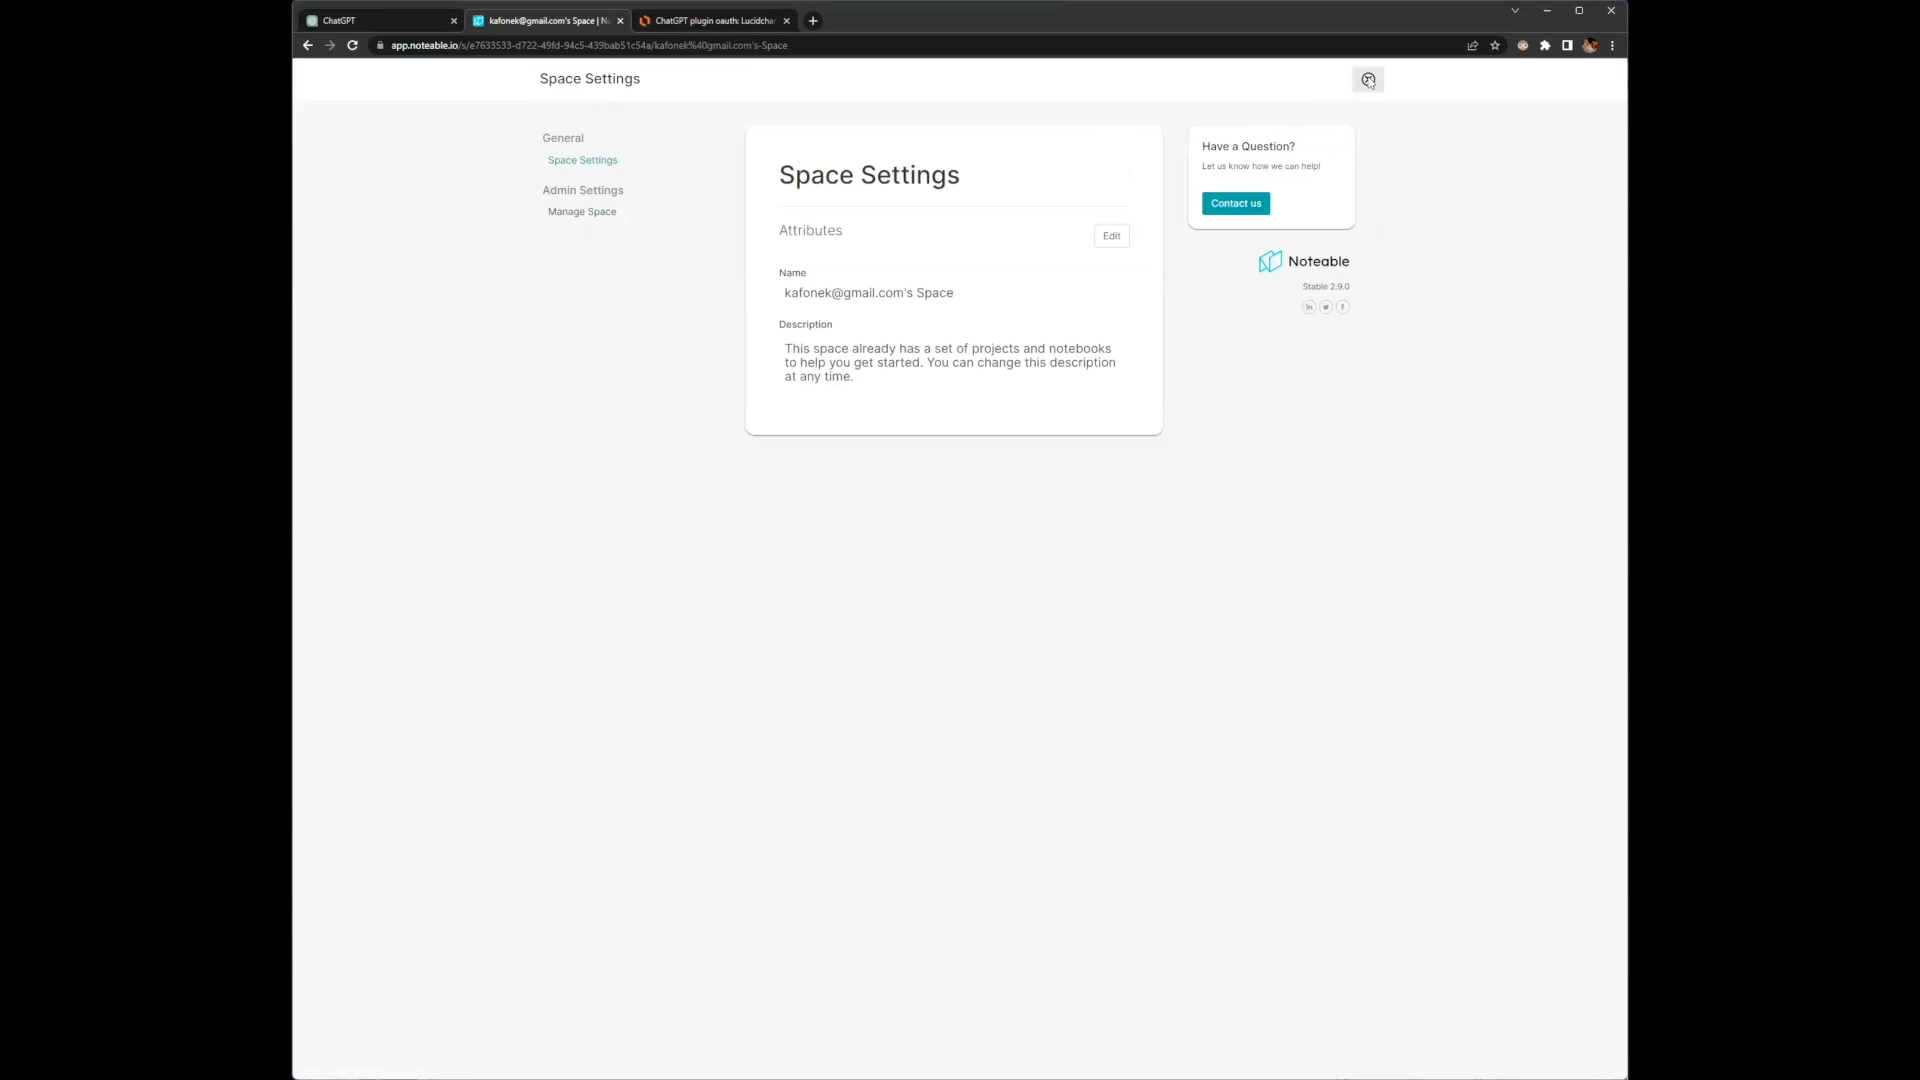 ChatGPT
kafonek@gmail.com's Space | N
ChatGPT plugin oauth: Lucidcha
app.noteable.io/s/e7633533-d722-49fd-94c5-439bab51c54a/kafonek%40gmail.com's-Space
Space Settings
General
Space Settings
Admin Settings
Manage Space
Space Settings
Attributes
Edit
Name
kafonek@gmail.com's Space
Description
This space already has a set of projects and notebooks
to help you get started. You can change this description
at any time.
Have a Question?
Let us know how we can help!
Contact us
Noteable
Stable 2.9.0